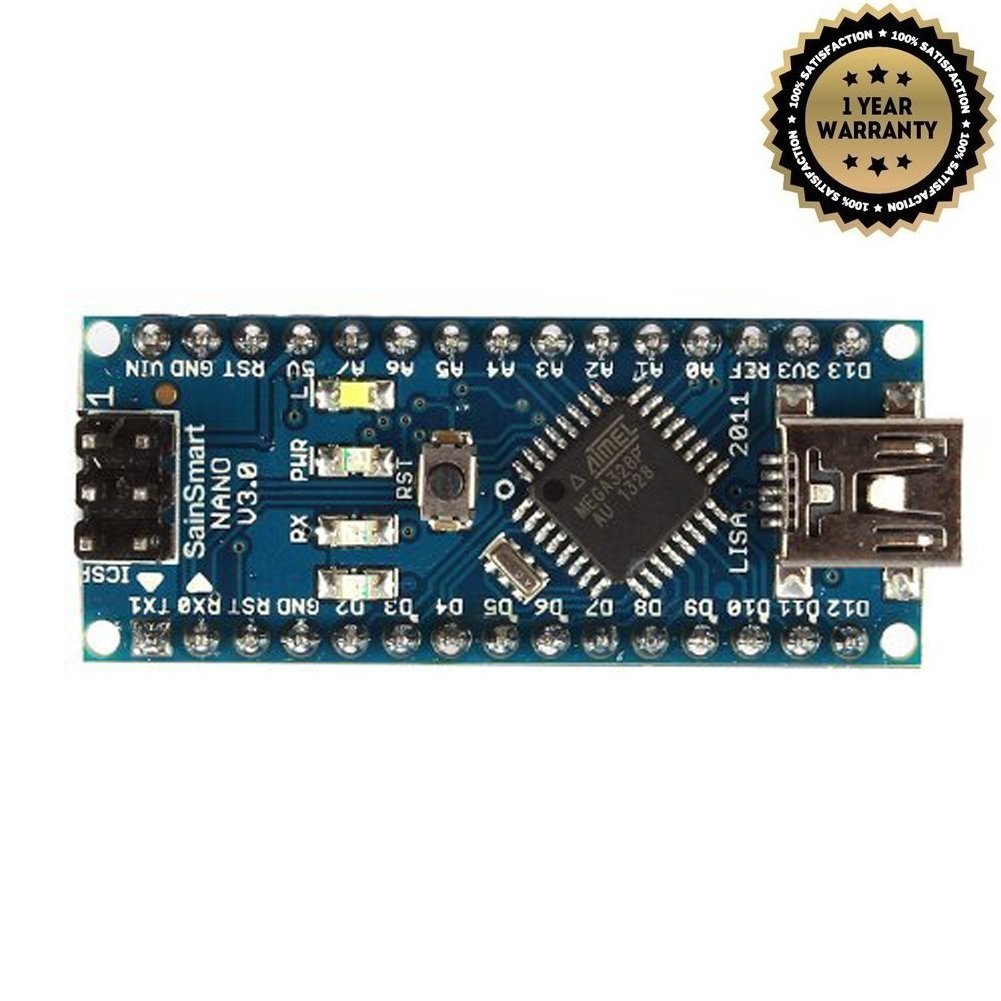 100% SATISFACTION ★ 100% SATISFACTION ★ 100% SATISFACTION ★ 100% SATISFACTION ★
1 YEAR
WARRANTY
VIN GND RST 5V A7 A6 A5 A4 A3 A2 A1 A0 REF 3V3 D13
1
L
PWR
RX
RST
SainSmart
NANO
V3.0
ATMEL
MEGA328P
AU 1328
LISA 2011
ICSP
TX1 RX0 RST GND D2 D3 D4 D5 D6 D7 D8 D9 D10 D11 D12